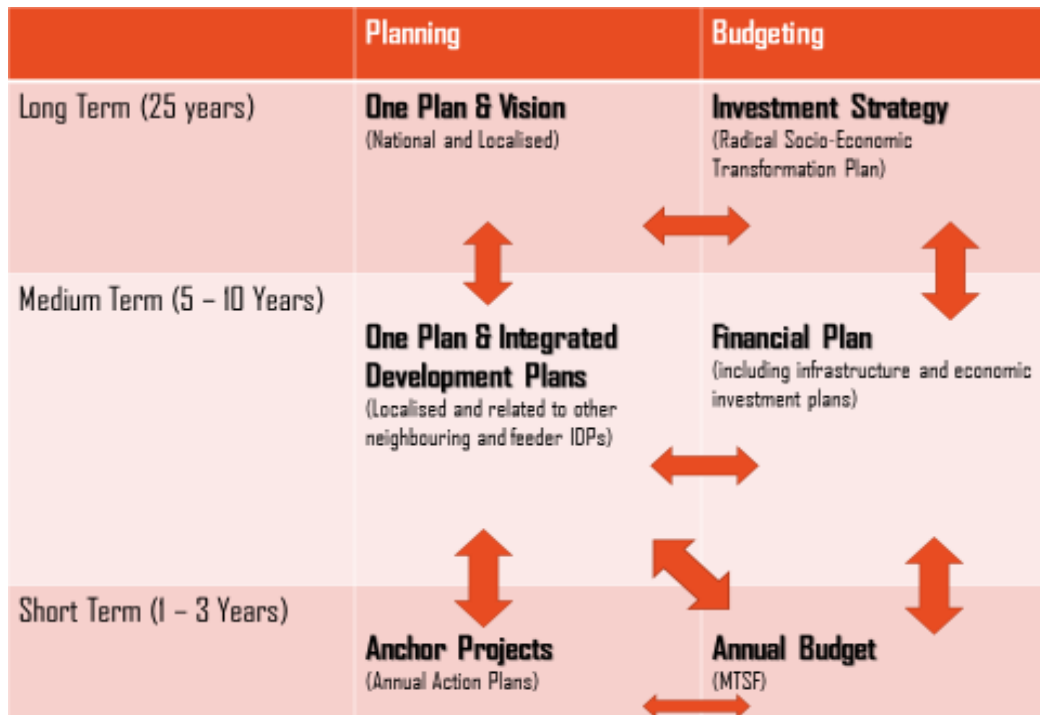 Planning
Budgeting
Long Term (25 years)
One Plan & Vision
(National and Localised)
Investment Strategy
(Radical Socio-Economic
Transformation Plan)
Medium Term (5 – 10 Years)
One Plan & Integrated
Development Plans
(Localised and related to other
neighbouring and feeder IDPs)
Financial Plan
(including infrastructure and economic
investment plans)
Short Term (1 – 3 Years)
Anchor Projects
(Annual Action Plans)
Annual Budget
(MTSF)